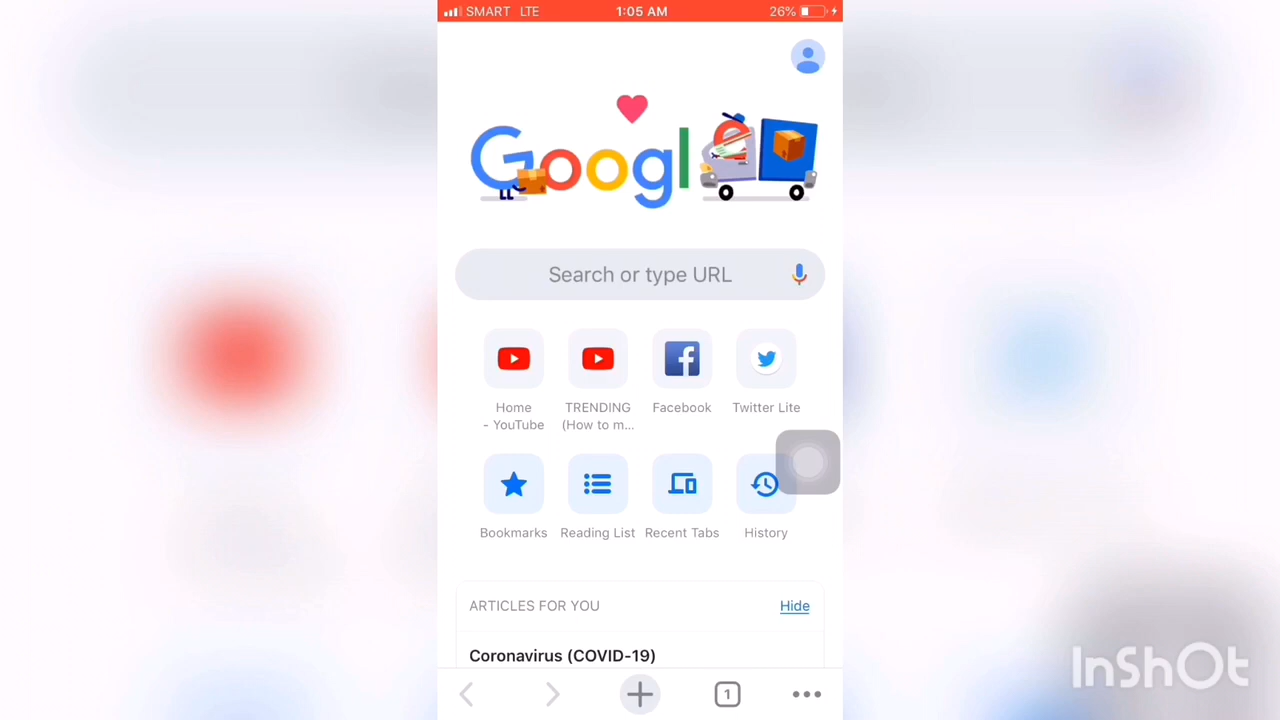 SMART LTE 1:05 AM 26%
Google
Search or type URL
Home
- YouTube
TRENDING
(How to m...
Facebook
Twitter Lite
Bookmarks
Reading List
Recent Tabs
History
ARTICLES FOR YOU
Hide
Coronavirus (COVID-19)
1
InShOt